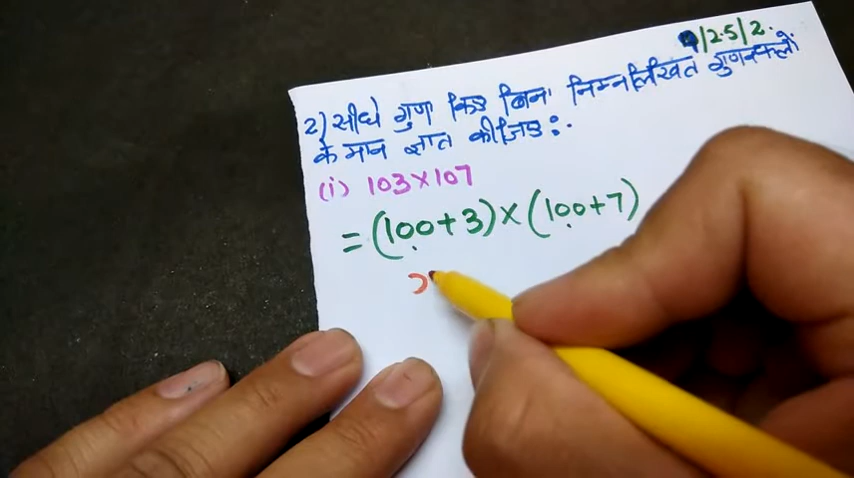 9/2.5/2.
2) सीधे गुणा किए बिना निम्नलिखित गुणनफलों
के मान ज्ञात कीजिए:.
(i) 103×107
= (100+3)×(100+7)